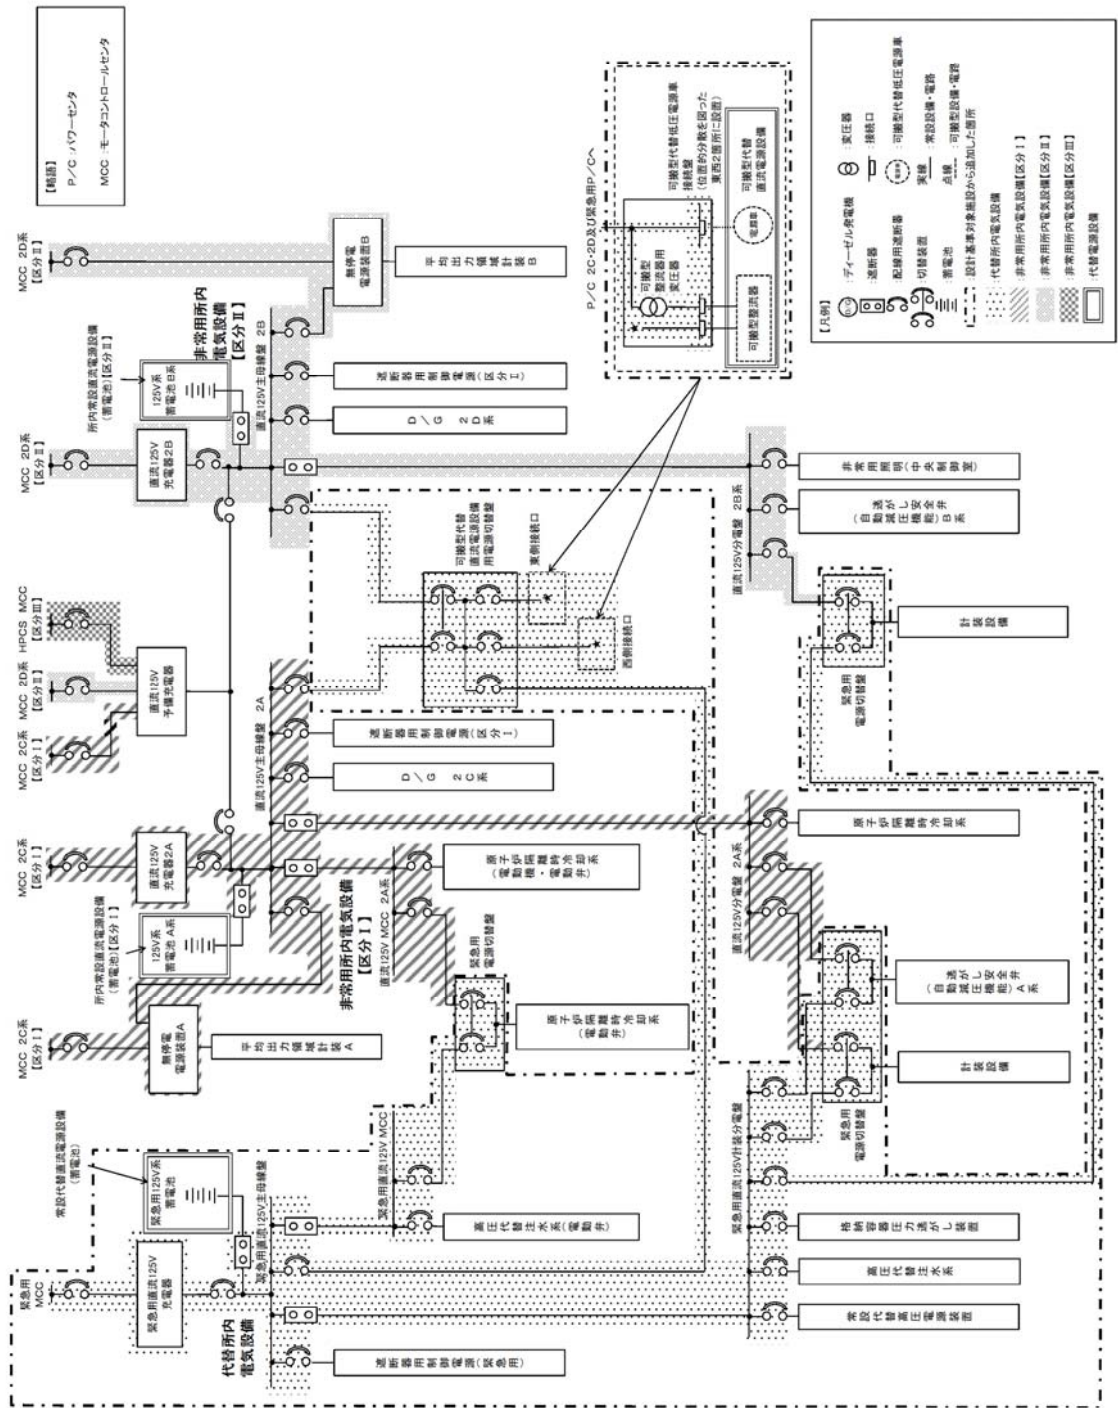 【略語】
P/C :パワーセンタ
MCC :モータコントロールセンタ
緊急用
MCC
緊急用直流125V
充電器
常設代替直流電源設備
(蓄電池)
緊急用125V系
蓄電池
代替所内
電気設備
緊急用直流125V主母線盤
遮断器用制御電源(緊急用)
緊急用直流125V MCC
高圧代替注水系(電動弁)
緊急用直流125V計装分電盤
常設代替高圧電源装置
高圧代替注水系
格納容器圧力逃がし装置
MCC 2C系
【区分Ⅰ】
無停電
電源装置A
平均出力領域計装A
所内常設直流電源設備
(蓄電池)【区分Ⅰ】
125V系
蓄電池A系
MCC 2C系
【区分Ⅰ】
直流125V
充電器2A
非常用所内電気設備
【区分Ⅰ】
直流125V主母線盤 2A
直流125V MCC 2A系
原子炉隔離時冷却系
(電動機・電動弁)
緊急用
電源切替盤
原子炉隔離時冷却系
(電動弁)
D/G 2C系
遮断器用制御電源(区分Ⅰ)
MCC 2C系
【区分Ⅰ】
MCC 2D系
【区分Ⅱ】
HPCS MCC
【区分Ⅲ】
直流125V
予備充電器
可搬型代替
直流電源設備
用電源切替盤
東側接続口
西側接続口
直流125V分電盤 2A系
原子炉隔離時冷却系
緊急用
電源切替盤
計装設備
逃がし安全弁
(自動減圧機能)A系
MCC 2D系
【区分Ⅱ】
直流125V
充電器2B
所内常設直流電源設備
(蓄電池)【区分Ⅱ】
125V系
蓄電池B系
非常用所内
電気設備
【区分Ⅱ】
直流125V主母線盤 2B
D/G 2D系
遮断器用制御電源(区分Ⅱ)
MCC 2D系
【区分Ⅱ】
無停電
電源装置B
平均出力領域計装B
直流125V分電盤 2B系
逃がし安全弁
(自動減圧機能)B系
非常用照明(中央制御室)
緊急用
電源切替盤
計装設備
P/C 2C・2D及び緊急用P/Cへ
可搬型
整流器用
変圧器
可搬型代替低圧電源車
接続盤
(位置的分散を図った
東西2箇所に設置)
可搬型整流器
電源車
可搬型代替
直流電源設備
【凡例】
D/G :ディーゼル発電機
:遮断器
:配線用遮断器
:切替装置
:蓄電池
:変圧器
:接続口
:可搬型代替低圧電源車
実線 :常設設備・電路
点線 :可搬型設備・電路
:設計基準対象施設から追加した箇所
:代替所内電気設備
:非常用所内電気設備【区分Ⅰ】
:非常用所内電気設備【区分Ⅱ】
:非常用所内電気設備【区分Ⅲ】
:代替電源設備